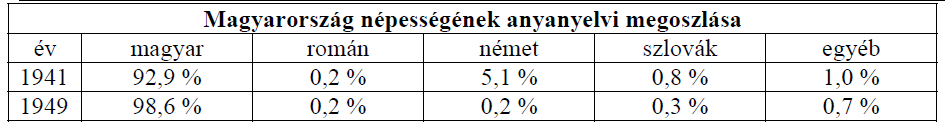 Magyarország népességének anyanyelvi megoszlása
év magyar román német szlovák egyéb
1941 92,9 % 0,2 % 5,1 % 0,8 % 1,0 %
1949 98,6 % 0,2 % 0,2 % 0,3 % 0,7 %